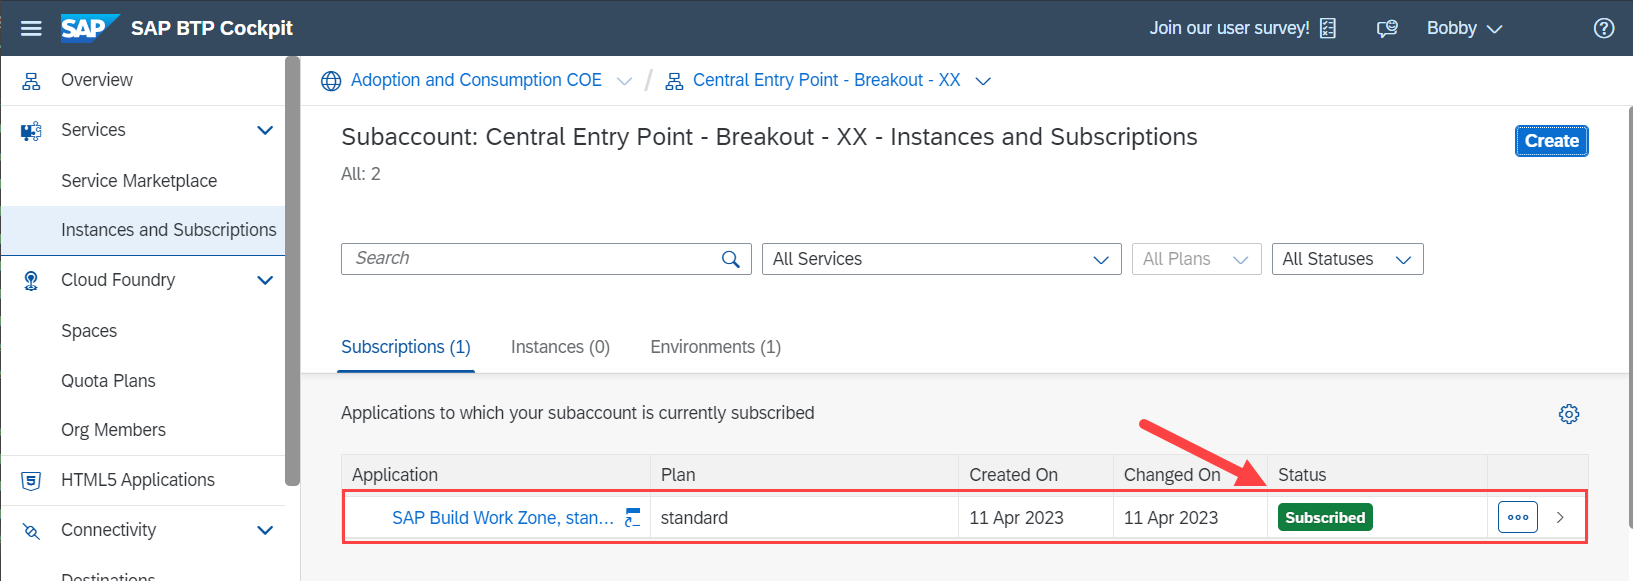 SAP SAP BTP Cockpit Join our user survey! Bobby
Overview
Services
Service Marketplace
Instances and Subscriptions
Cloud Foundry
Spaces
Quota Plans
Org Members
HTML5 Applications
Connectivity
Destinations
Adoption and Consumption COE / Central Entry Point - Breakout - XX
Subaccount: Central Entry Point - Breakout - XX - Instances and Subscriptions
Create
All: 2
Search All Services All Plans All Statuses
Subscriptions (1) Instances (0) Environments (1)
Applications to which your subaccount is currently subscribed
Application Plan Created On Changed On Status
SAP Build Work Zone, stan... standard 11 Apr 2023 11 Apr 2023 Subscribed